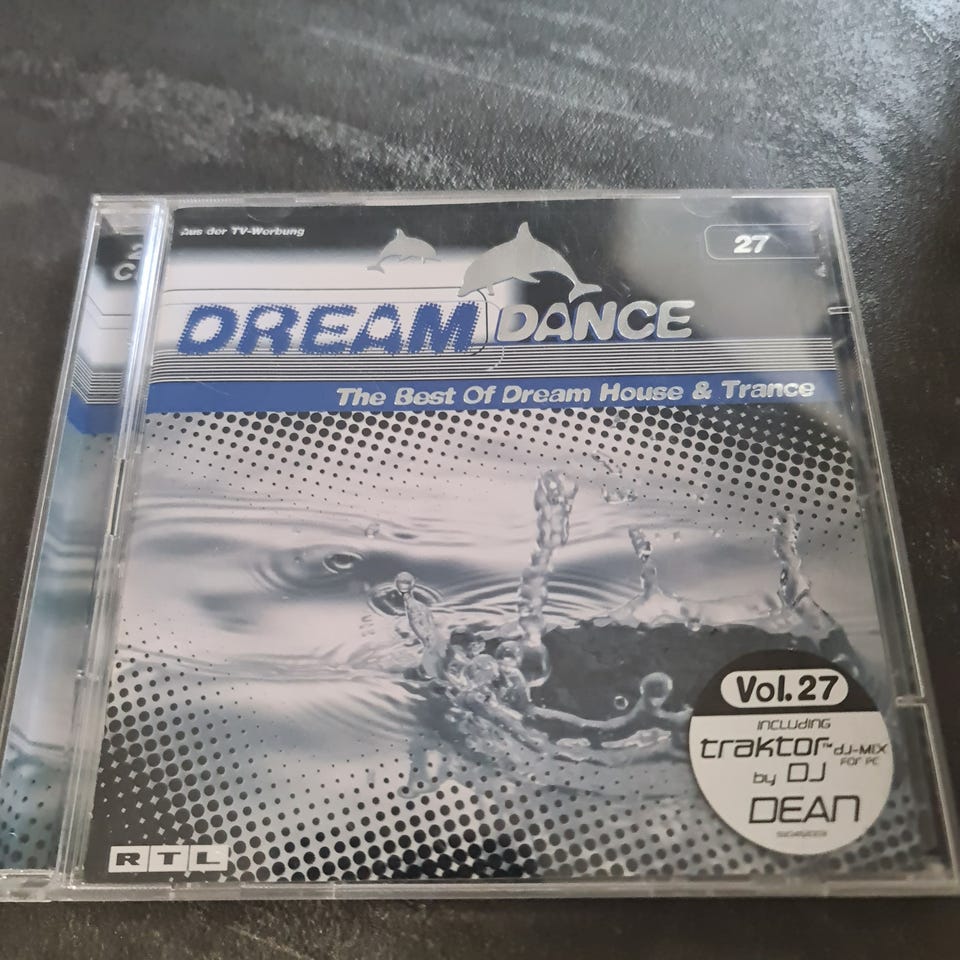 Aus der TV-Werbung
27
DREAM DANCE
The Best Of Dream House & Trance
Vol. 27
INCLUDING
traktor™ DJ-MIX
FOR PC
by DJ
DEAN
RTL